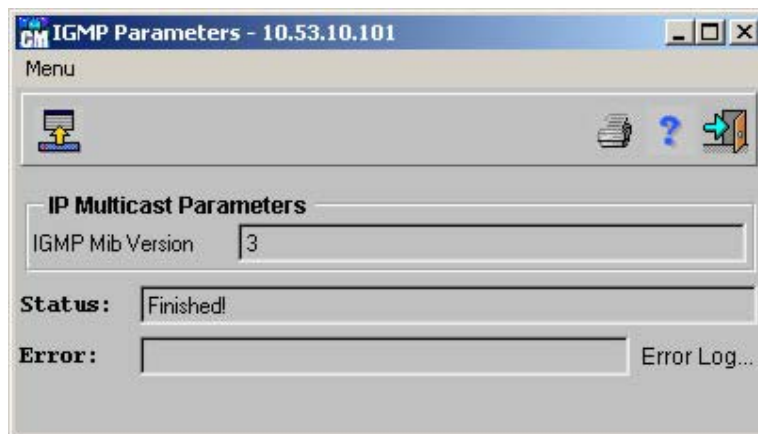 CM IGMP Parameters - 10.53.10.101
Menu
?
IP Multicast Parameters
IGMP Mib Version 3
Status: Finished!
Error: Error Log...